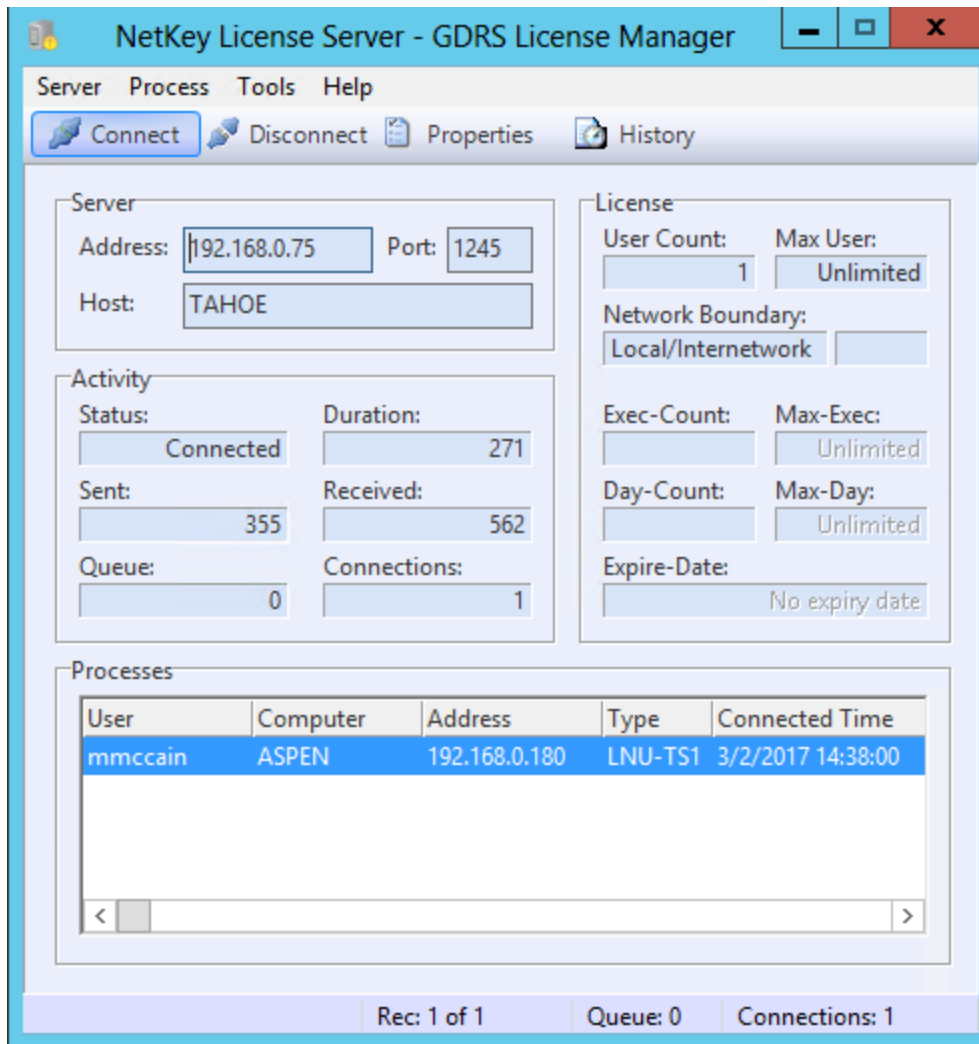 NetKey License Server - GDRS License Manager
Server Process Tools Help
Connect Disconnect Properties History
Server
Address: 192.168.0.75 Port: 1245
Host: TAHOE
Activity
Status: Duration:
Connected 271
Sent: Received:
355 562
Queue: Connections:
0 1
License
User Count: Max User:
1 Unlimited
Network Boundary:
Local/Internetwork
Exec-Count: Max-Exec:
Unlimited
Day-Count: Max-Day:
Unlimited
Expire-Date:
No expiry date
Processes
User Computer Address Type Connected Time
mmccain ASPEN 192.168.0.180 LNU-TS1 3/2/2017 14:38:00
Rec: 1 of 1 Queue: 0 Connections: 1